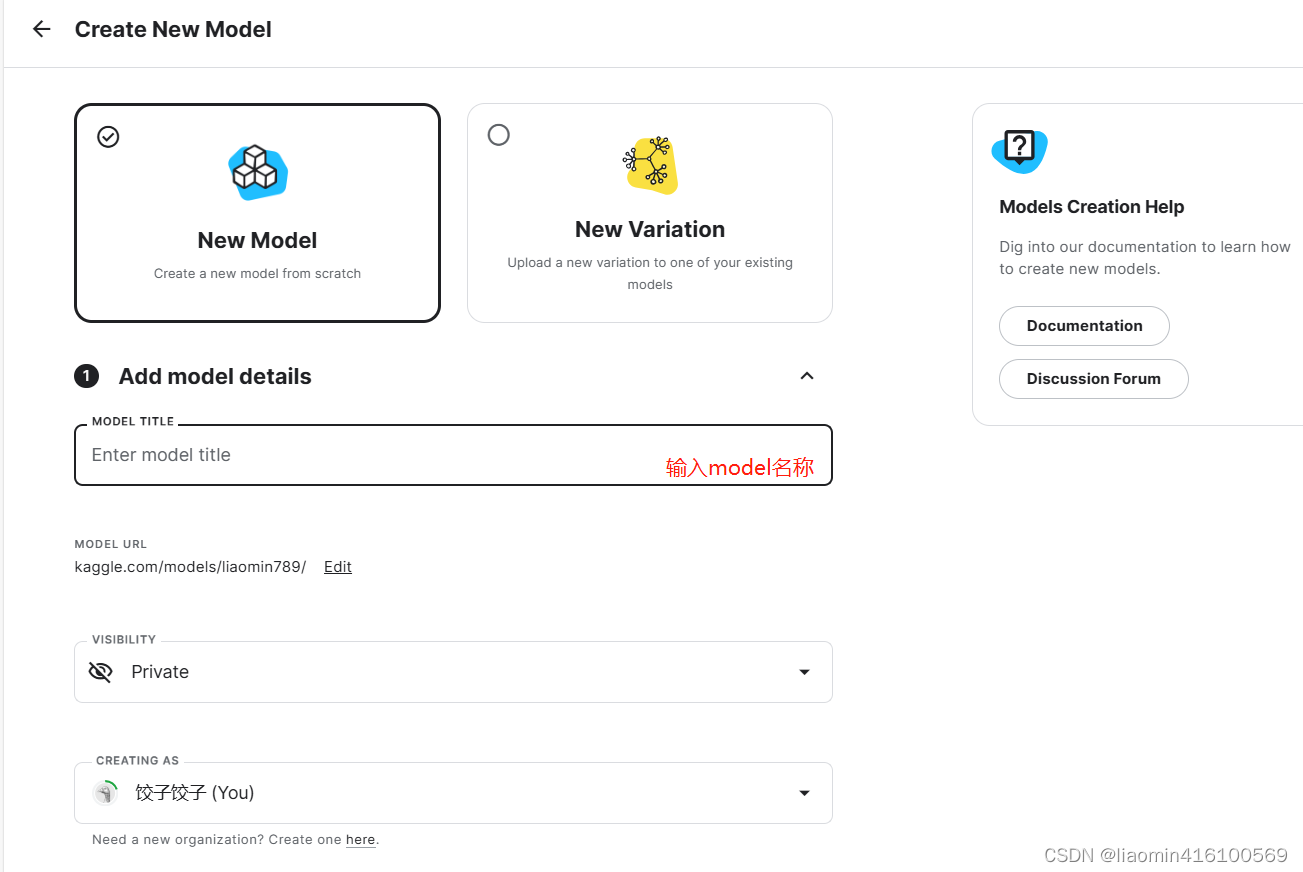 Create New Model
New Model
Create a new model from scratch
New Variation
Upload a new variation to one of your existing
models
Models Creation Help
Dig into our documentation to learn how
to create new models.
Documentation
Discussion Forum
1 Add model details
MODEL TITLE
Enter model title
输入model名称
MODEL URL
kaggle.com/models/liaomin789/ Edit
VISIBILITY
Private
CREATING AS
饺子饺子 (You)
Need a new organization? Create one here.
CSDN @liaomin416100569